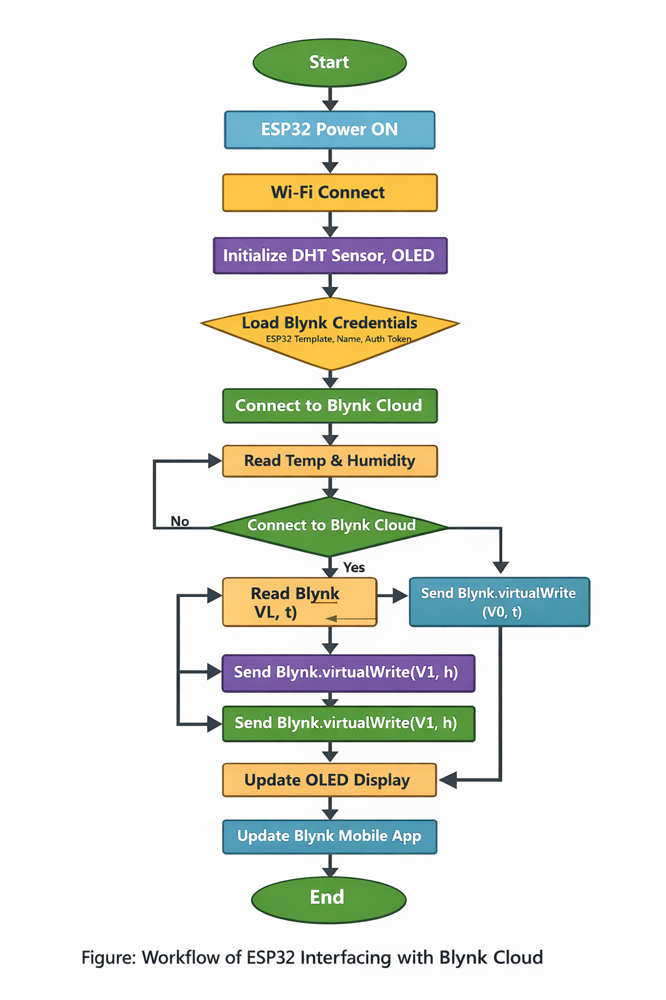 Start
ESP32 Power ON
Wi-Fi Connect
Initialize DHT Sensor, OLED
Load Blynk Credentials
ESP32 Template, Name, Auth Token
Connect to Blynk Cloud
Read Temp & Humidity
No
Connect to Blynk Cloud
Yes
Read Blynk
VL, t)
Send Blynk.virtualWrite
(V0, t)
Send Blynk.virtualWrite(V1, h)
Send Blynk.virtualWrite(V1, h)
Update OLED Display
Update Blynk Mobile App
End
Figure: Workflow of ESP32 Interfacing with Blynk Cloud